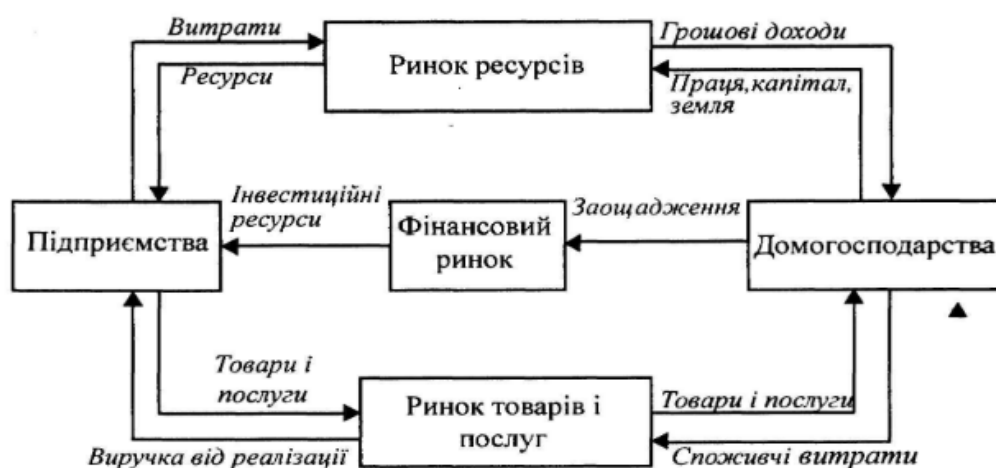 Витрати
Ринок ресурсів
Грошові доходи
Ресурси
Праця,капітал,
земля
Інвестиційні
ресурси
Заощадження
Підприємства
Фінансовий
ринок
Домогосподарства
Товари і
послуги
Ринок товарів і
послуг
Товари і послуги
Виручка від реалізації
Споживчі витрати